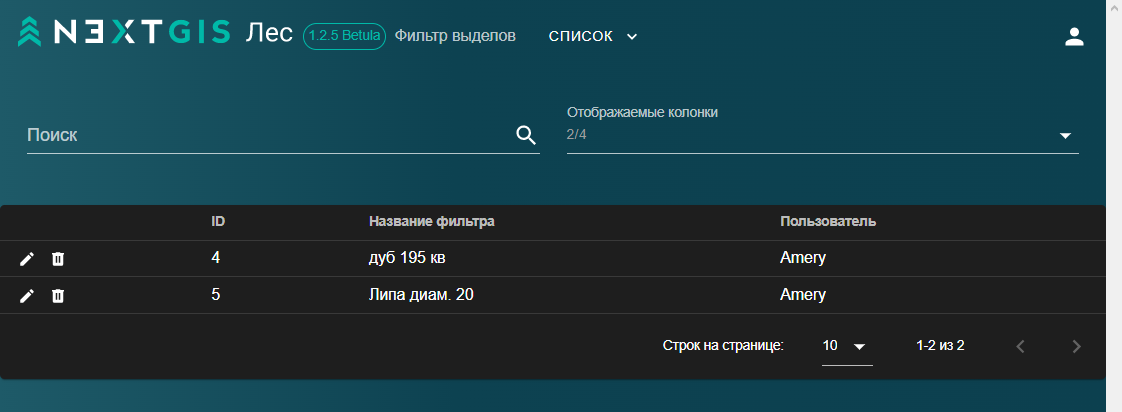 NEXTGIS Лес 1.2.5 Betula Фильтр выделов СПИСОК
Отображаемые колонки
Поиск 2/4
ID Название фильтра Пользователь
4 дуб 195 кв Amery
5 Липа диам. 20 Amery
Строк на странице: 10 1-2 из 2